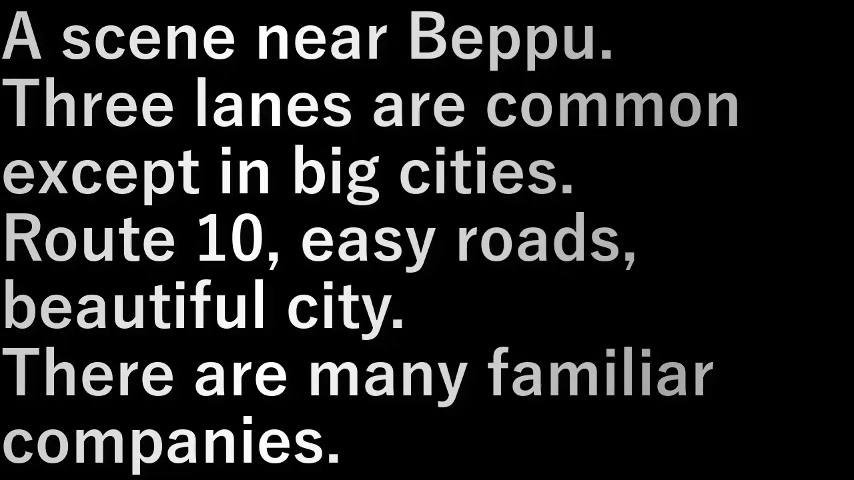 A scene near Beppu.
Three lanes are common
except in big cities.
Route 10, easy roads,
beautiful city.
There are many familiar
companies.